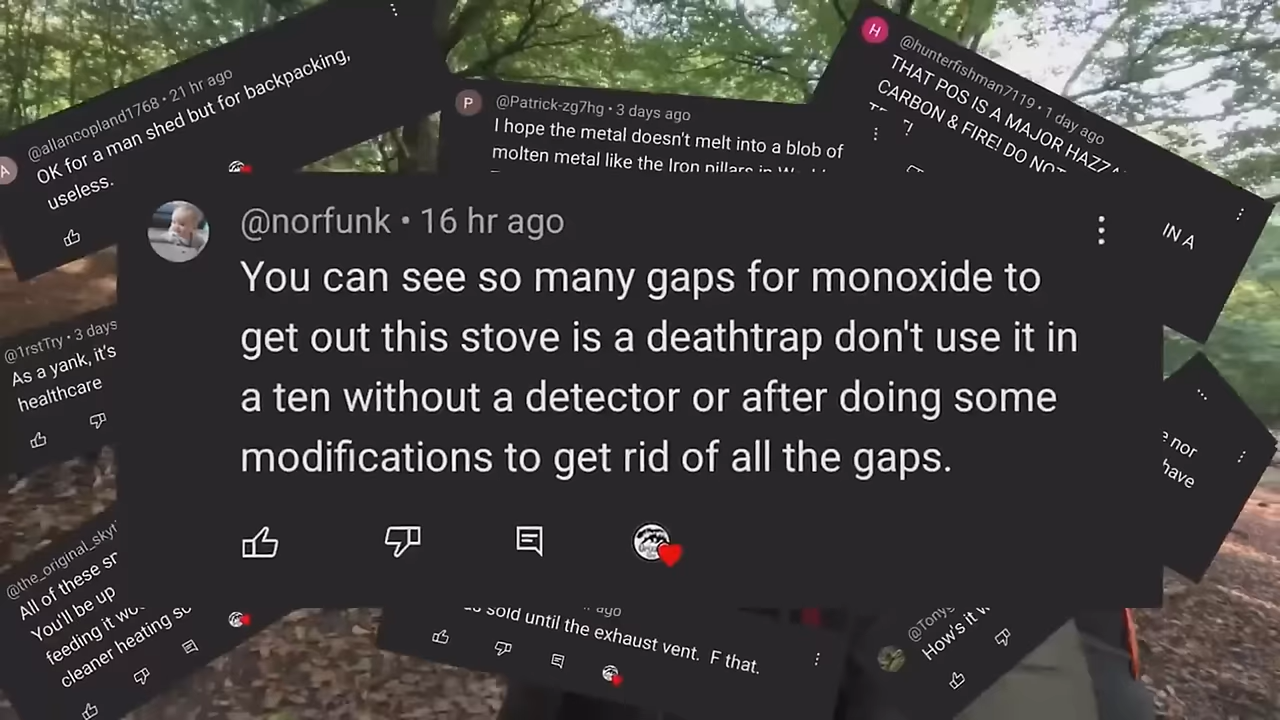 @allancopland1768 • 21 hr ago
OK for a man shed but for backpacking,
useless.
A
P
@Patrick-zg7hg • 3 days ago
I hope the metal doesn't melt into a blob of
molten metal like the Iron pillars in
H
@hunterfishman7119 • 1 day ago
THAT POS IS A MAJOR
CARBON & FIRE! DO NOT
IN A
@norfunk • 16 hr ago
You can see so many gaps for monoxide to
get out this stove is a deathtrap don't use it in
a ten without a detector or after doing some
modifications to get rid of all the gaps.
@1rstTry • 3 days
As a yank, it's
healthcare
nor
have
@the_original_sky
All of these
You'll be up
feeding it
cleaner heating
ago
sold until the exhaust vent. F that.
@Tony
How's it